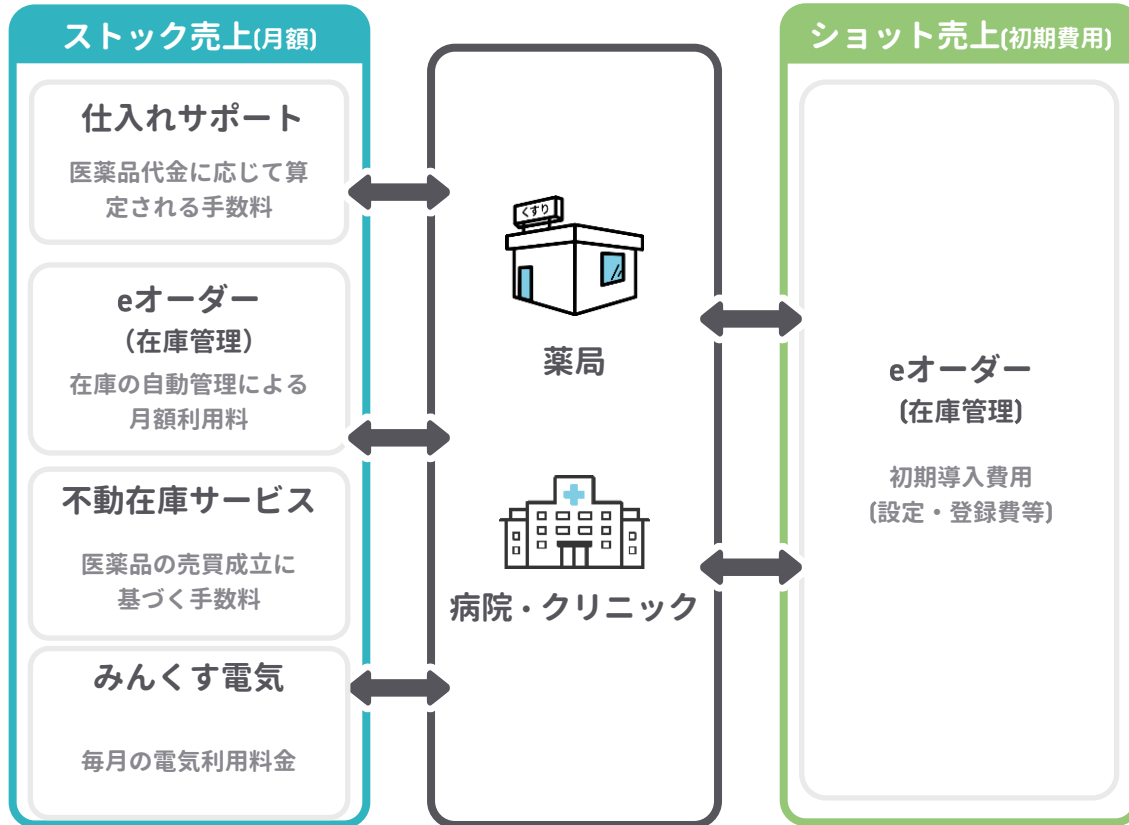 ストック売上(月額)
仕入れサポート
医薬品代金に応じて算
定される手数料
eオーダー
（在庫管理）
在庫の自動管理による
月額利用料
不動在庫サービス
医薬品の売買成立に
基づく手数料
みんくす電気
毎月の電気利用料金
くすり
薬局
病院・クリニック
ショット売上(初期費用)
eオーダー
(在庫管理)
初期導入費用
(設定・登録費等)